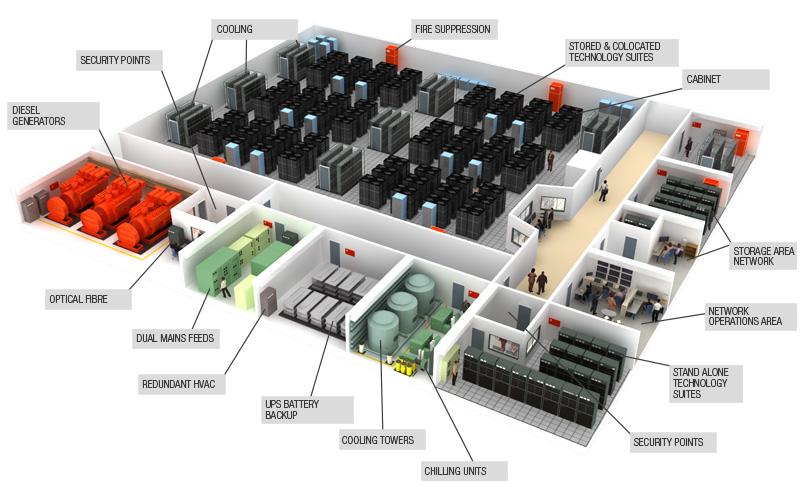 COOLING
FIRE SUPPRESSION
STORED & COLOCATED
TECHNOLOGY SUITES
SECURITY POINTS
CABINET
DIESEL
GENERATORS
STORAGE AREA
NETWORK
OPTICAL FIBRE
NETWORK
OPERATIONS AREA
DUAL MAINS FEEDS
REDUNDANT HVAC
STAND ALONE
TECHNOLOGY
SUITES
UPS BATTERY
BACKUP
COOLING TOWERS
SECURITY POINTS
CHILLING UNITS